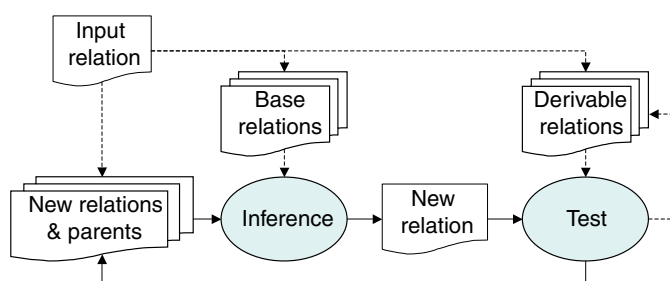 Input
relation
Base
relations
Derivable
relations
New relations
& parents
Inference
New
relation
Test